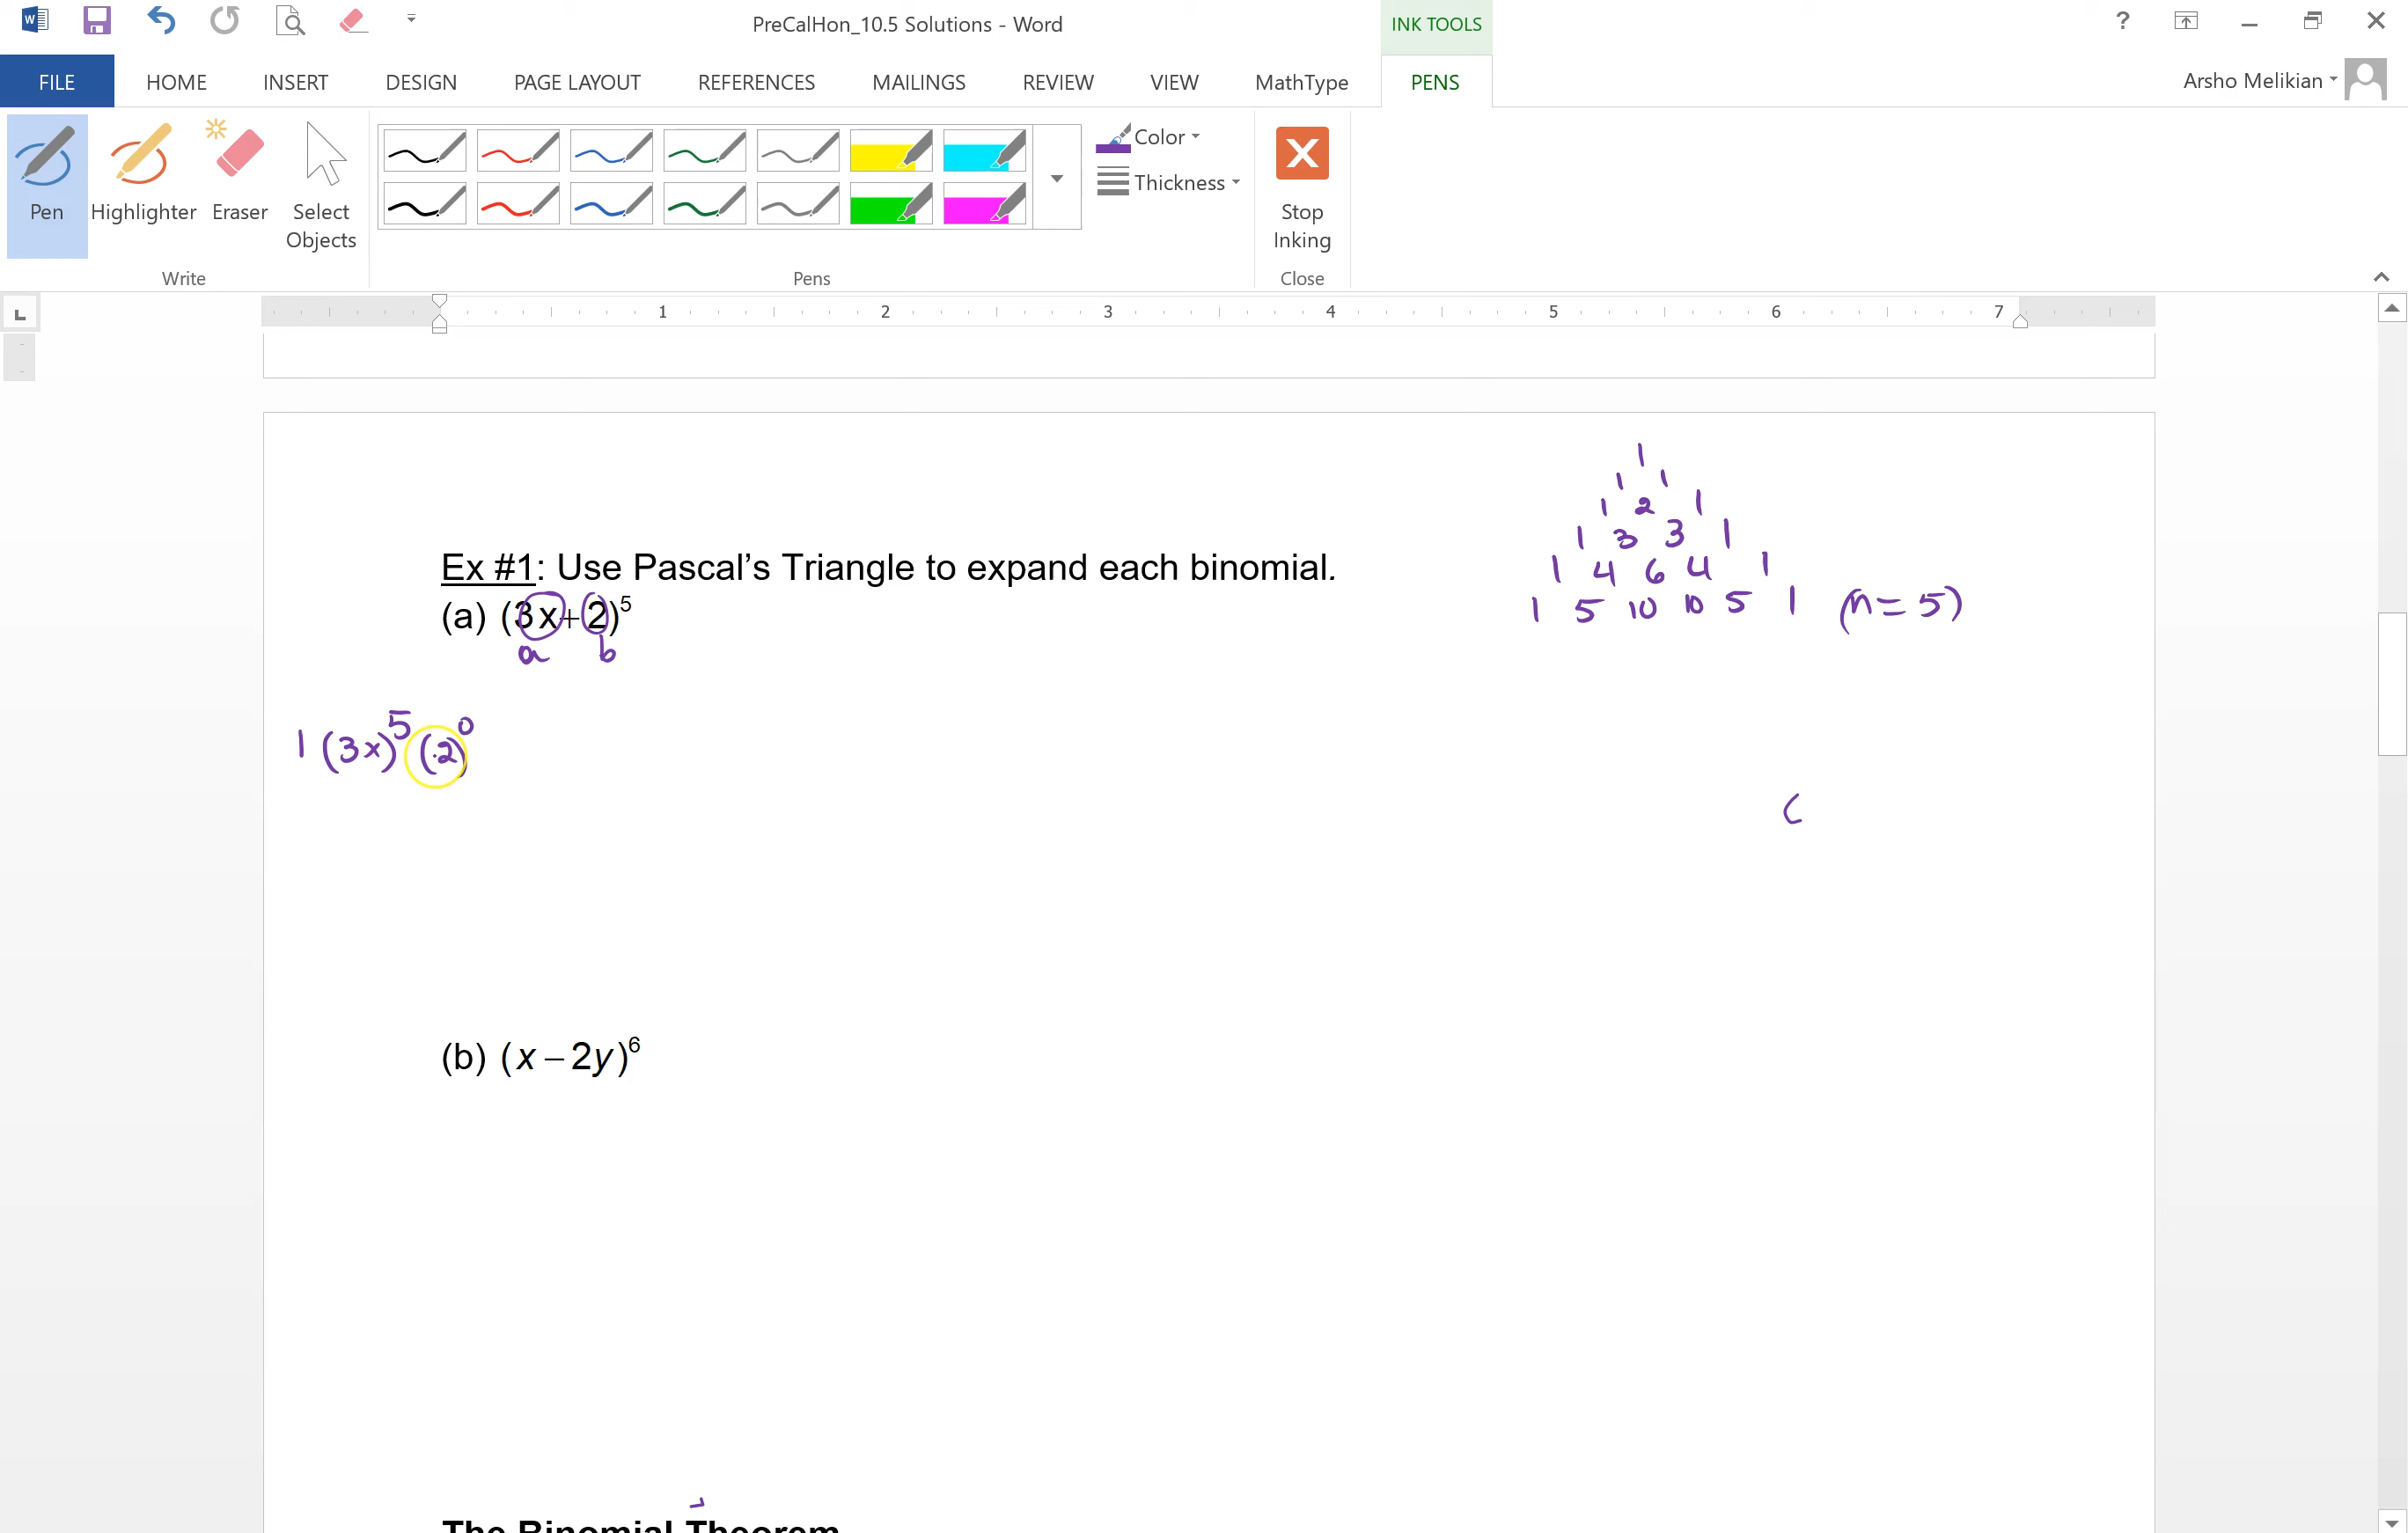 PreCalHon_10.5 Solutions - Word
INK TOOLS
?
FILE HOME INSERT DESIGN PAGE LAYOUT REFERENCES MAILINGS REVIEW VIEW MathType PENS
Arsho Melikian
Pen Highlighter Eraser Select Objects
Color
Thickness
Stop Inking
Write Pens Close
1 2 3 4 5 6 7
1
1 1
1 2 1
1 3 3 1
1 4 6 4 1
1 5 10 10 5 1 (n = 5)
Ex #1: Use Pascal's Triangle to expand each binomial.
(a) (3x+2)⁵
a b
1 (3x)⁵ (2)⁰
(
(b) (x – 2y)⁶
The Binomial Theorem